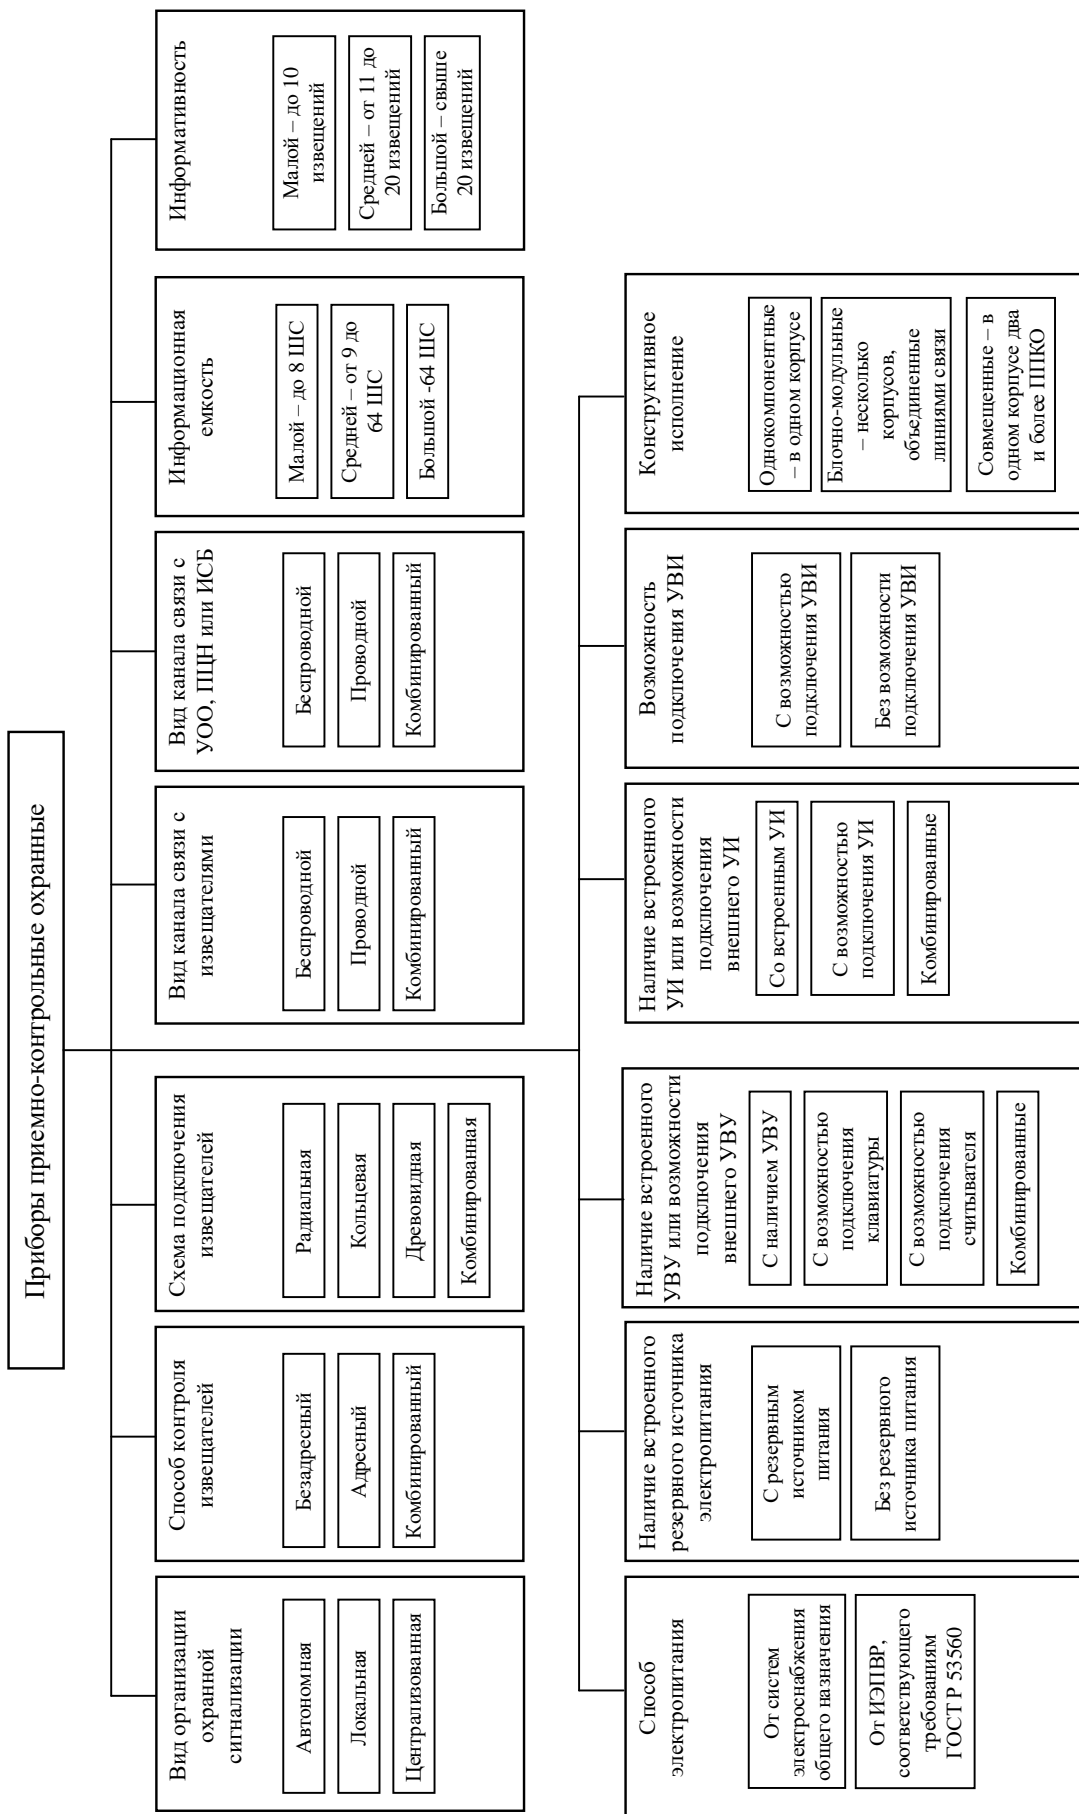 Приборы приемно-контрольные охранные
Вид организации
охранной
сигнализации
Автономная
Локальная
Централизованная
Способ контроля
извещателей
Безадресный
Адресный
Комбинированный
Схема подключения
извещателей
Радиальная
Кольцевая
Древовидная
Комбинированная
Вид канала связи с
извещателями
Беспроводной
Проводной
Комбинированный
Вид канала связи с
УОО, ПЦН или ИСБ
Беспроводной
Проводной
Комбинированный
Информационная
емкость
Малой – до 8 ШС
Средней – от 9 до
64 ШС
Большой -64 ШС
Информативность
Малой – до 10
извещений
Средней – от 11 до
20 извещений
Большой – свыше
20 извещений
Способ
электропитания
От систем
электроснабжения
общего назначения
От ИЭПВР,
соответствующего
требованиям
ГОСТ Р 53560
Наличие встроенного
резервного источника
электропитания
С резервным
источником
питания
Без резервного
источника питания
Наличие встроенного
УВУ или возможности
подключения
внешнего УВУ
С наличием УВУ
С возможностью
подключения
клавиатуры
С возможностью
подключения
считывателя
Комбинированные
Наличие встроенного
УИ или возможности
подключения
внешнего УИ
Со встроенным УИ
С возможностью
подключения УИ
Комбинированные
Возможность
подключения УВИ
С возможностью
подключения УВИ
Без возможности
подключения УВИ
Конструктивное
исполнение
Однокомпонентные
– в одном корпусе
Блочно-модульные
– несколько
корпусов,
объединенные
линиями связи
Совмещенные – в
одном корпусе два
и более ППКО